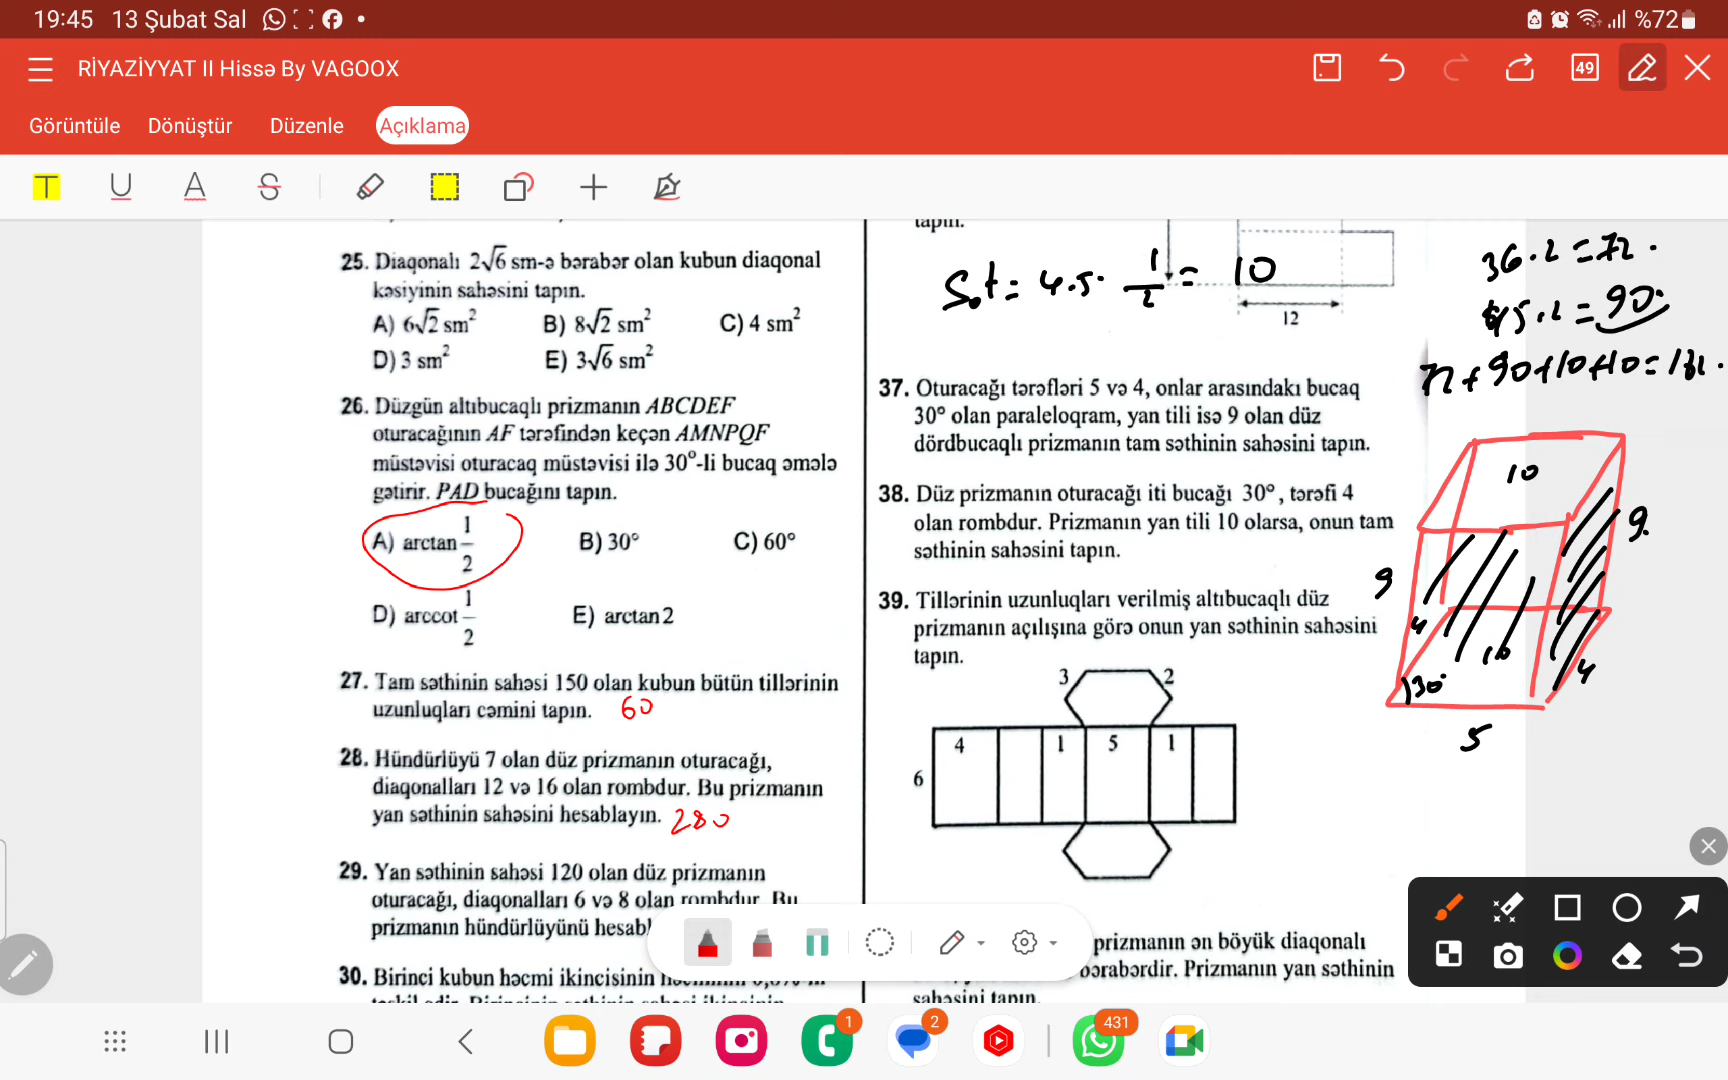 19:45 13 Şubat Sal
%72
RİYAZİYYAT II Hissə By VAGOOX
49
Görüntüle Dönüştür Düzenle Açıklama
25. Diaqonalı 2√6 sm-ə bərabər olan kubun diaqonal
kəsiyinin sahəsini tapın.
A) 6√2 sm² B) 8√2 sm² C) 4 sm²
D) 3 sm² E) 3√6 sm²
26. Düzgün altıbucaqlı prizmanın ABCDEF
oturacağının AF tərəfindən keçən AMNPQF
müstəvisi oturacaq müstəvisi ilə 30°-li bucaq əmələ
gətirir. PAD bucağını tapın.
A) arctan 1/2 B) 30° C) 60°
D) arccot 1/2 E) arctan 2
27. Tam səthinin sahəsi 150 olan kubun bütün tillərinin
uzunluqları cəmini tapın. 60
28. Hündürlüyü 7 olan düz prizmanın oturacağı,
diaqonalları 12 və 16 olan rombdur. Bu prizmanın
yan səthinin sahəsini hesablayın. 280
29. Yan səthinin sahəsi 120 olan düz prizmanın
oturacağı, diaqonalları 6 və 8 olan rombdur. Bu
prizmanın hündürlüyünü hesabl
30. Birinci kubun həcmi ikincisinin
tapın.
12
S.t = 4.5. 1/2 = 10
36.2=72.
45.2=90.
72+90+10+10=182.
37. Oturacağı tərəfləri 5 və 4, onlar arasındakı bucaq
30° olan paraleloqram, yan tili isə 9 olan düz
dördbucaqlı prizmanın tam səthinin sahəsini tapın.
10
9.
9
4
10
130°
4
5
38. Düz prizmanın oturacağı iti bucağı 30°, tərəfi 4
olan rombdur. Prizmanın yan tili 10 olarsa, onun tam
səthinin sahəsini tapın.
39. Tillərinin uzunluqları verilmiş altıbucaqlı düz
prizmanın açılışına görə onun yan səthinin sahəsini
tapın.
3 2
4 1 5 1
6
prizmanın ən böyük diaqonalı
bərabərdir. Prizmanın yan səthinin
sahəsini tapın.
1
2
431